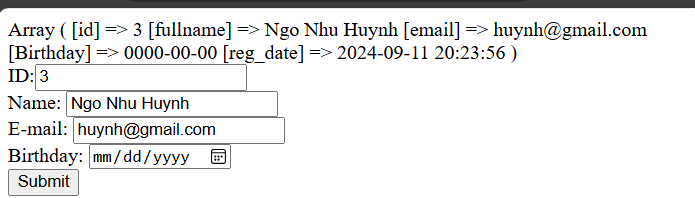 Array ( [id] => 3 [fullname] => Ngo Nhu Huynh [email] => huynh@gmail.com
[Birthday] => 0000-00-00 [reg_date] => 2024-09-11 20:23:56 )
ID: 3
Name: Ngo Nhu Huynh
E-mail: huynh@gmail.com
Birthday: mm/dd/yyyy
Submit